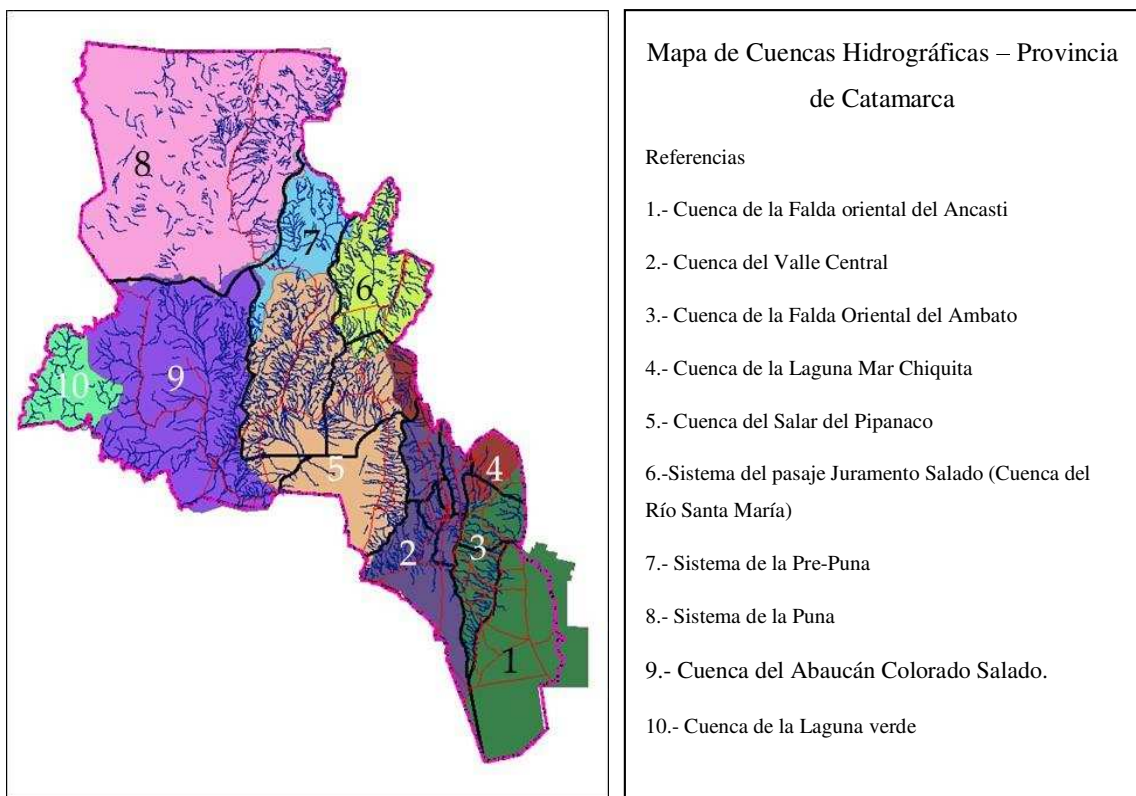 8
7
6
10
9
5
4
2
3
1
Mapa de Cuencas Hidrográficas – Provincia
de Catamarca
Referencias
1.- Cuenca de la Falda oriental del Ancasti
2.- Cuenca del Valle Central
3.- Cuenca de la Falda Oriental del Ambato
4.- Cuenca de la Laguna Mar Chiquita
5.- Cuenca del Salar del Pipanaco
6.-Sistema del pasaje Juramento Salado (Cuenca del
Río Santa María)
7.- Sistema de la Pre-Puna
8.- Sistema de la Puna
9.- Cuenca del Abaucán Colorado Salado.
10.- Cuenca de la Laguna verde